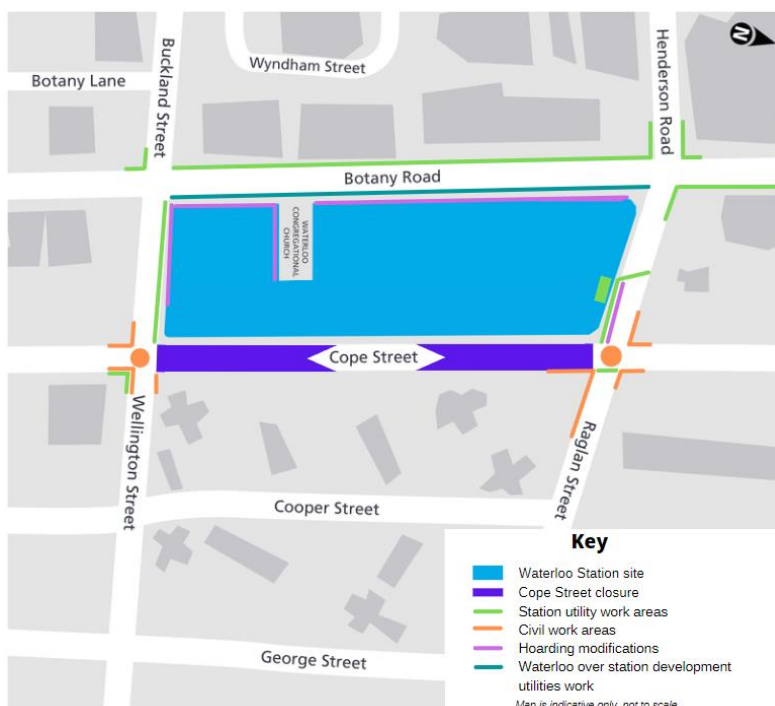 N
Buckland Street
Wyndham Street
Botany Lane
Henderson Road
Botany Road
WATERLOO
CONGREGATIONAL
CHURCH
Cope Street
Wellington Street
Raglan Street
Cooper Street
George Street
Key
Waterloo Station site
Cope Street closure
Station utility work areas
Civil work areas
Hoarding modifications
Waterloo over station development
utilities work
Map is indicative only, not to scale